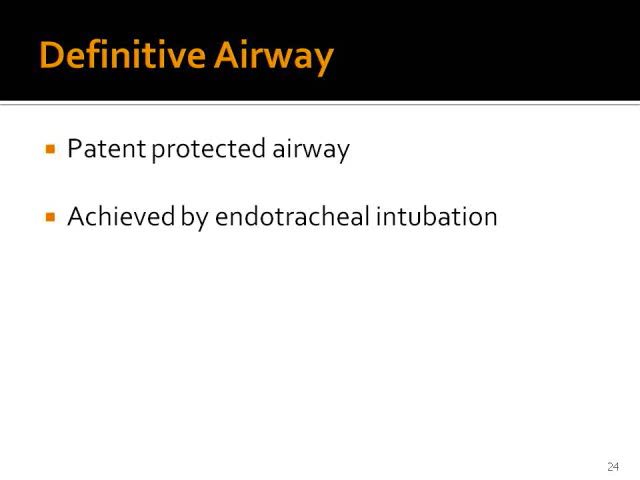 Definitive Airway
Patent protected airway
Achieved by endotracheal intubation
24